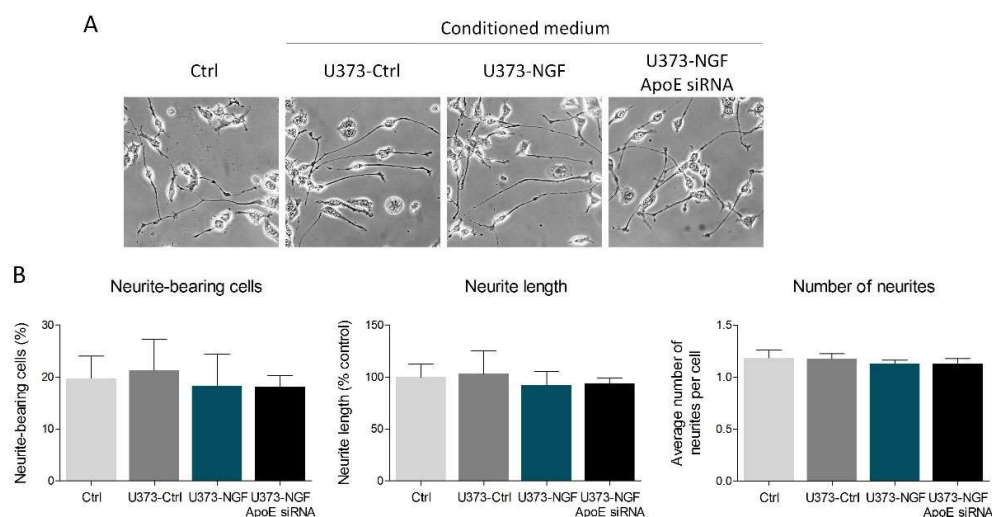 A
Conditioned medium
Ctrl
U373-Ctrl
U373-NGF
U373-NGF
ApoE siRNA
B
Neurite-bearing cells
Neurite-bearing cells (%)
30
20
10
0
Ctrl
U373-Ctrl
U373-NGF
U373-NGF
ApoE siRNA
Neurite length
Neurite length (% control)
150
100
50
0
Ctrl
U373-Ctrl
U373-NGF
U373-NGF
ApoE siRNA
Number of neurites
Average number of
neurites per cell
1.5
1.0
0.5
0.0
Ctrl
U373-Ctrl
U373-NGF
U373-NGF
ApoE siRNA